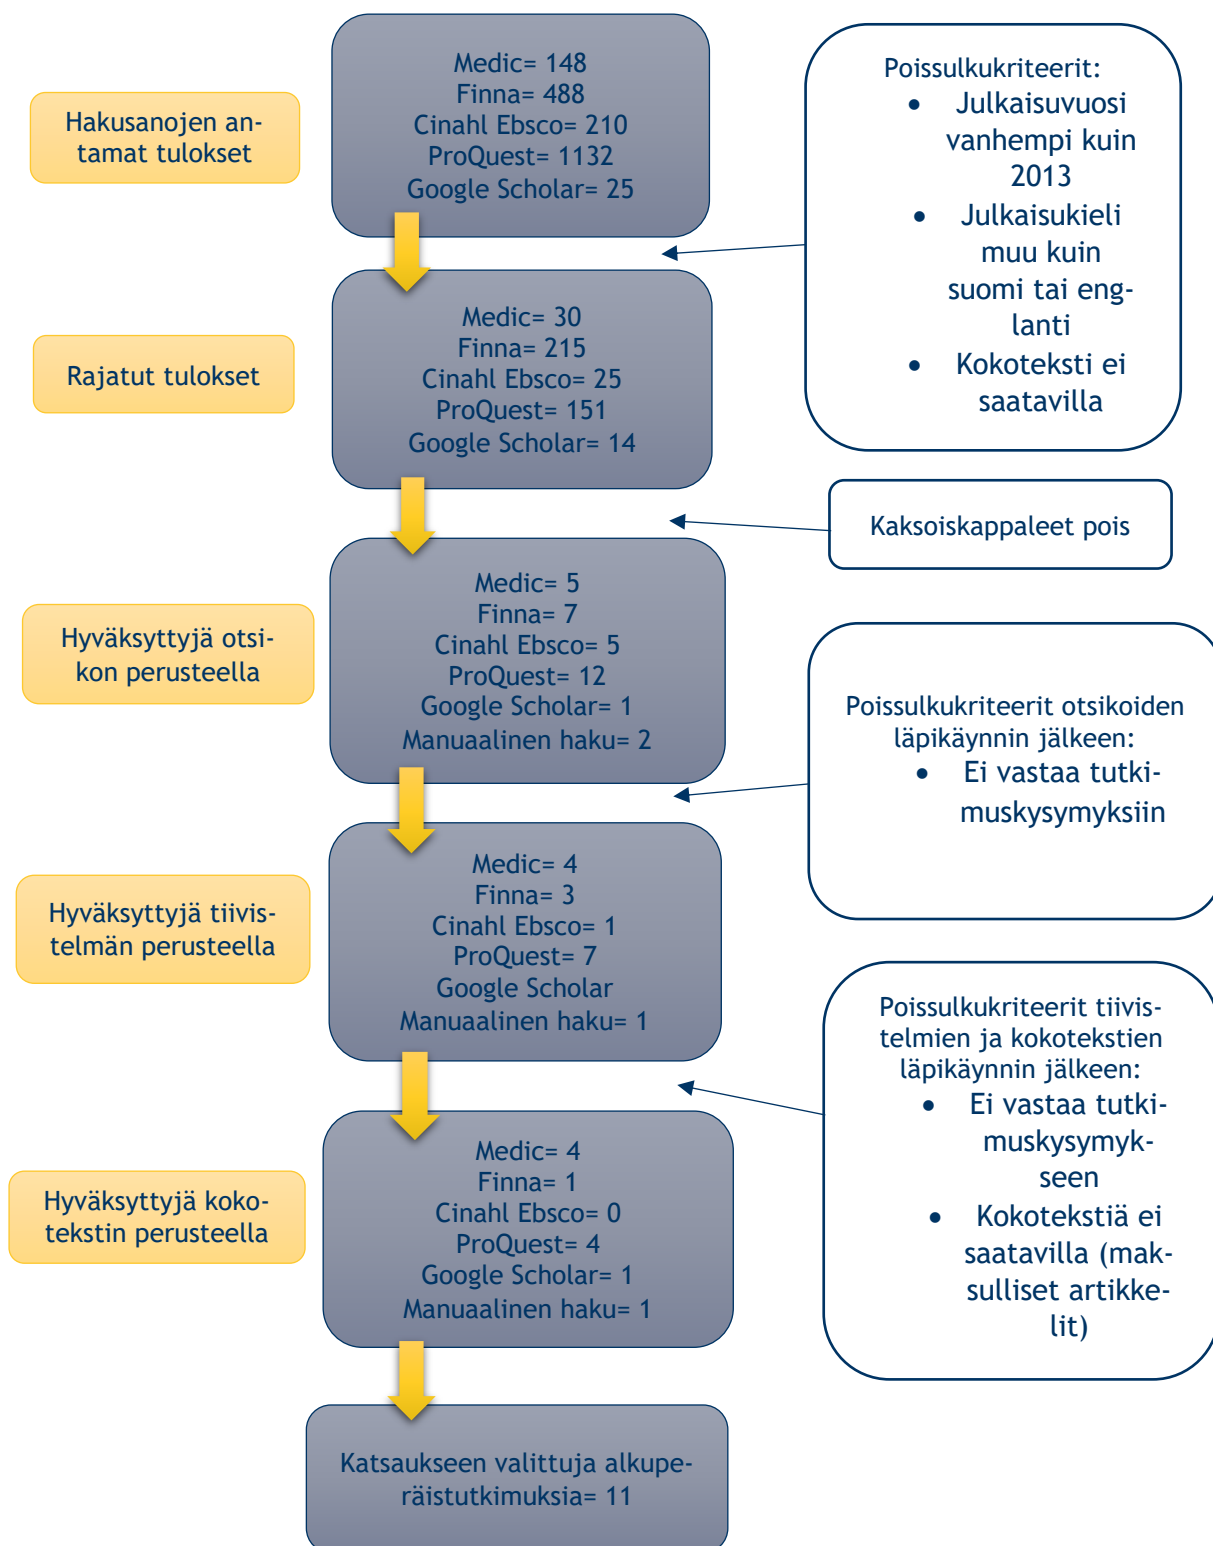 Hakusanojen an-
tamat tulokset
Medic= 148
Finna= 488
Cinahl Ebsco= 210
ProQuest= 1132
Google Scholar= 25
Poissulkukriteerit:
• Julkaisuvuosi
vanhempi kuin
2013
• Julkaisukieli
muu kuin
suomi tai eng-
lanti
• Kokoteksti ei
saatavilla
Rajatut tulokset
Medic= 30
Finna= 215
Cinahl Ebsco= 25
ProQuest= 151
Google Scholar= 14
Kaksoiskappaleet pois
Hyväksyttyjä otsi-
kon perusteella
Medic= 5
Finna= 7
Cinahl Ebsco= 5
ProQuest= 12
Google Scholar= 1
Manuaalinen haku= 2
Poissulkukriteerit otsikoiden
läpikäynnin jälkeen:
• Ei vastaa tutki-
muskysymyksiin
Hyväksyttyjä tiivis-
telmän perusteella
Medic= 4
Finna= 3
Cinahl Ebsco= 1
ProQuest= 7
Google Scholar
Manuaalinen haku= 1
Poissulkukriteerit tiivis-
telmien ja kokotekstien
läpikäynnin jälkeen:
• Ei vastaa tutki-
muskysymyk-
seen
• Kokotekstiä ei
saatavilla (mak-
sulliset artikke-
lit)
Hyväksyttyjä koko-
tekstin perusteella
Medic= 4
Finna= 1
Cinahl Ebsco= 0
ProQuest= 4
Google Scholar= 1
Manuaalinen haku= 1
Katsaukseen valittuja alkupe-
räistutkimuksia= 11